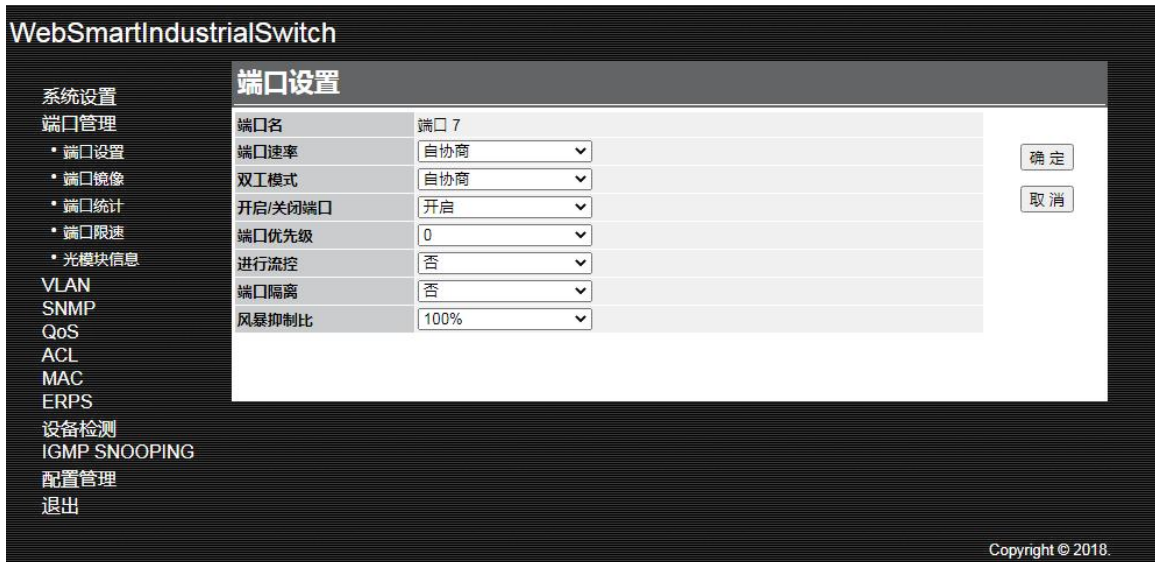 WebSmartIndustrialSwitch
系统设置
端口管理
• 端口设置
• 端口镜像
• 端口统计
• 端口限速
• 光模块信息
VLAN
SNMP
QoS
ACL
MAC
ERPS
设备检测
IGMP SNOOPING
配置管理
退出
端口设置
端口名 端口 7
端口速率 自协商
双工模式 自协商
开启/关闭端口 开启
端口优先级 0
进行流控 否
端口隔离 否
风暴抑制比 100%
确 定
取 消
Copyright © 2018.